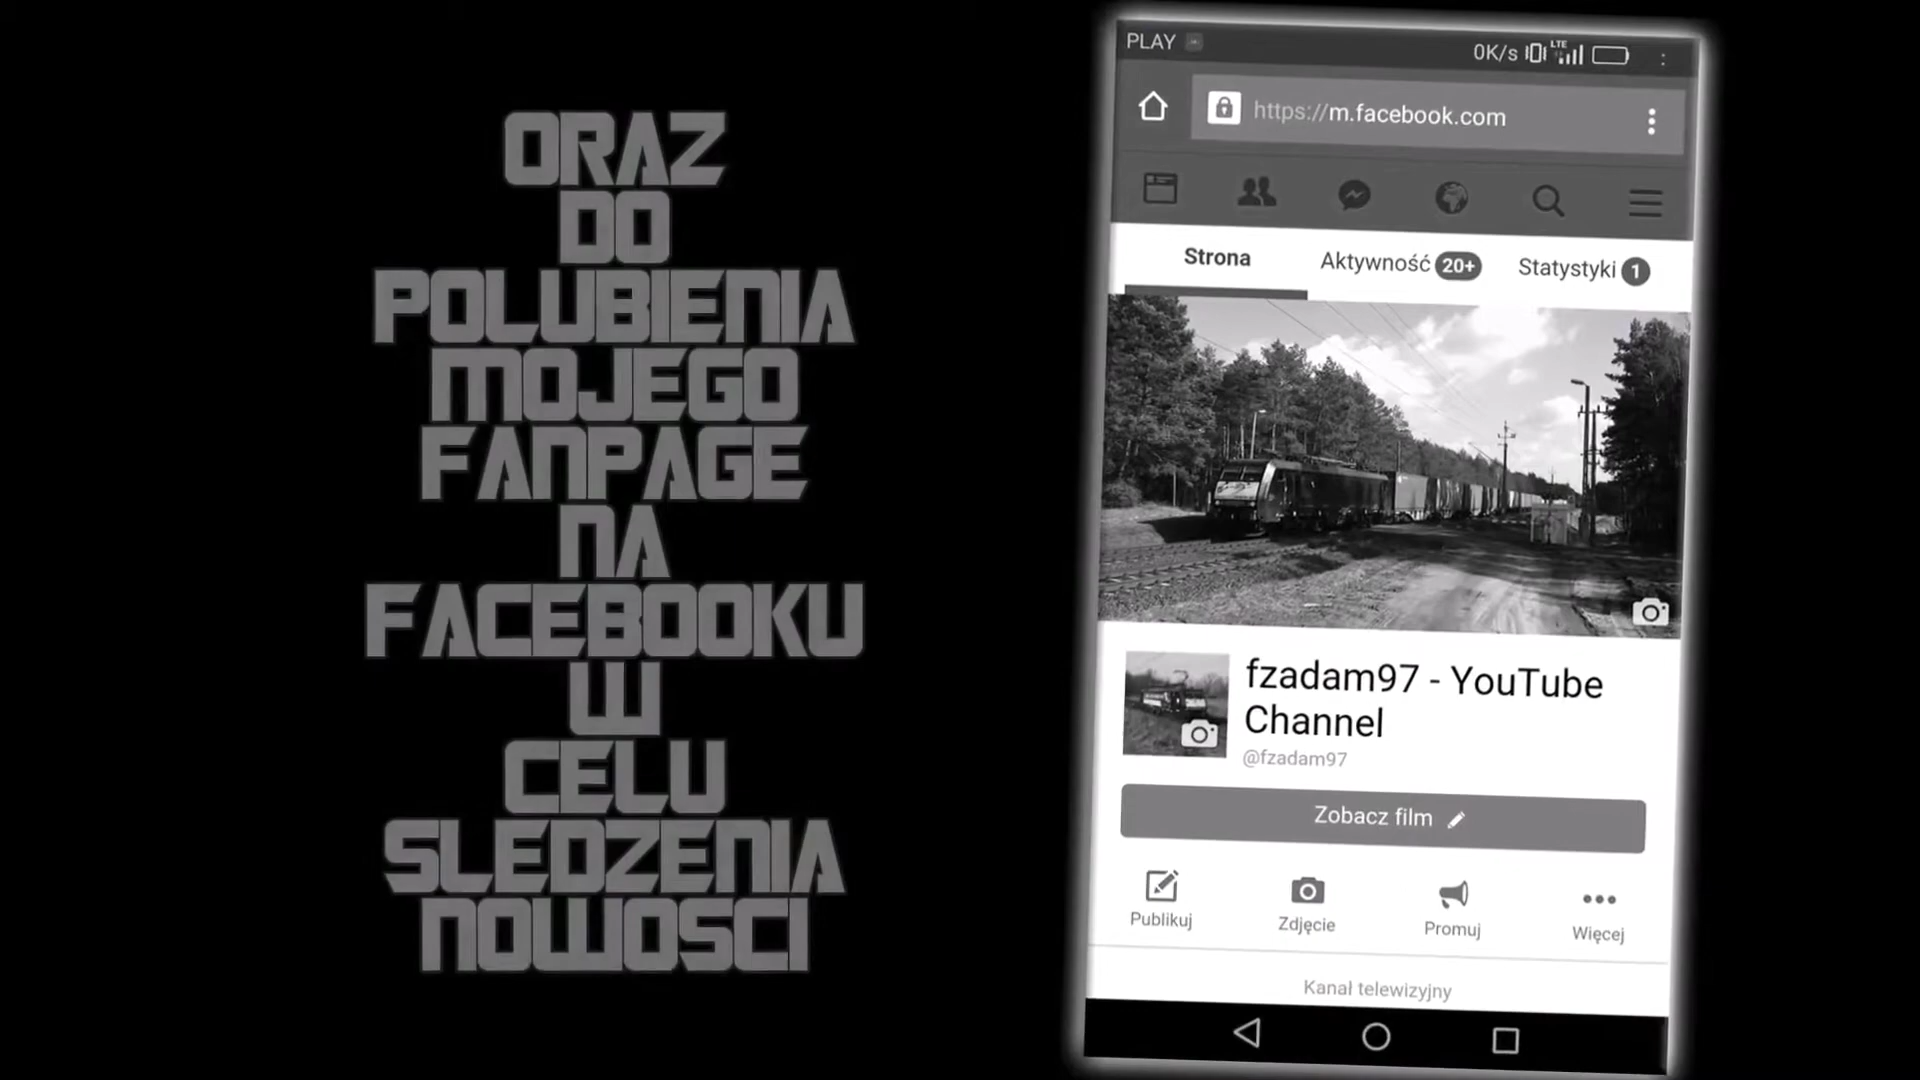 ORAZ
DO
POLUBIENIA
MOJEGO
FANPAGE
NA
FACEBOOKU
W
CELU
SLEDZENIA
NOWOSCI
PLAY
0K/s LTE
https://m.facebook.com
Strona Aktywność 20+ Statystyki 1
fzadam97 - YouTube
Channel
@fzadam97
Zobacz film
Publikuj Zdjęcie Promuj Więcej
Kanał telewizyjny